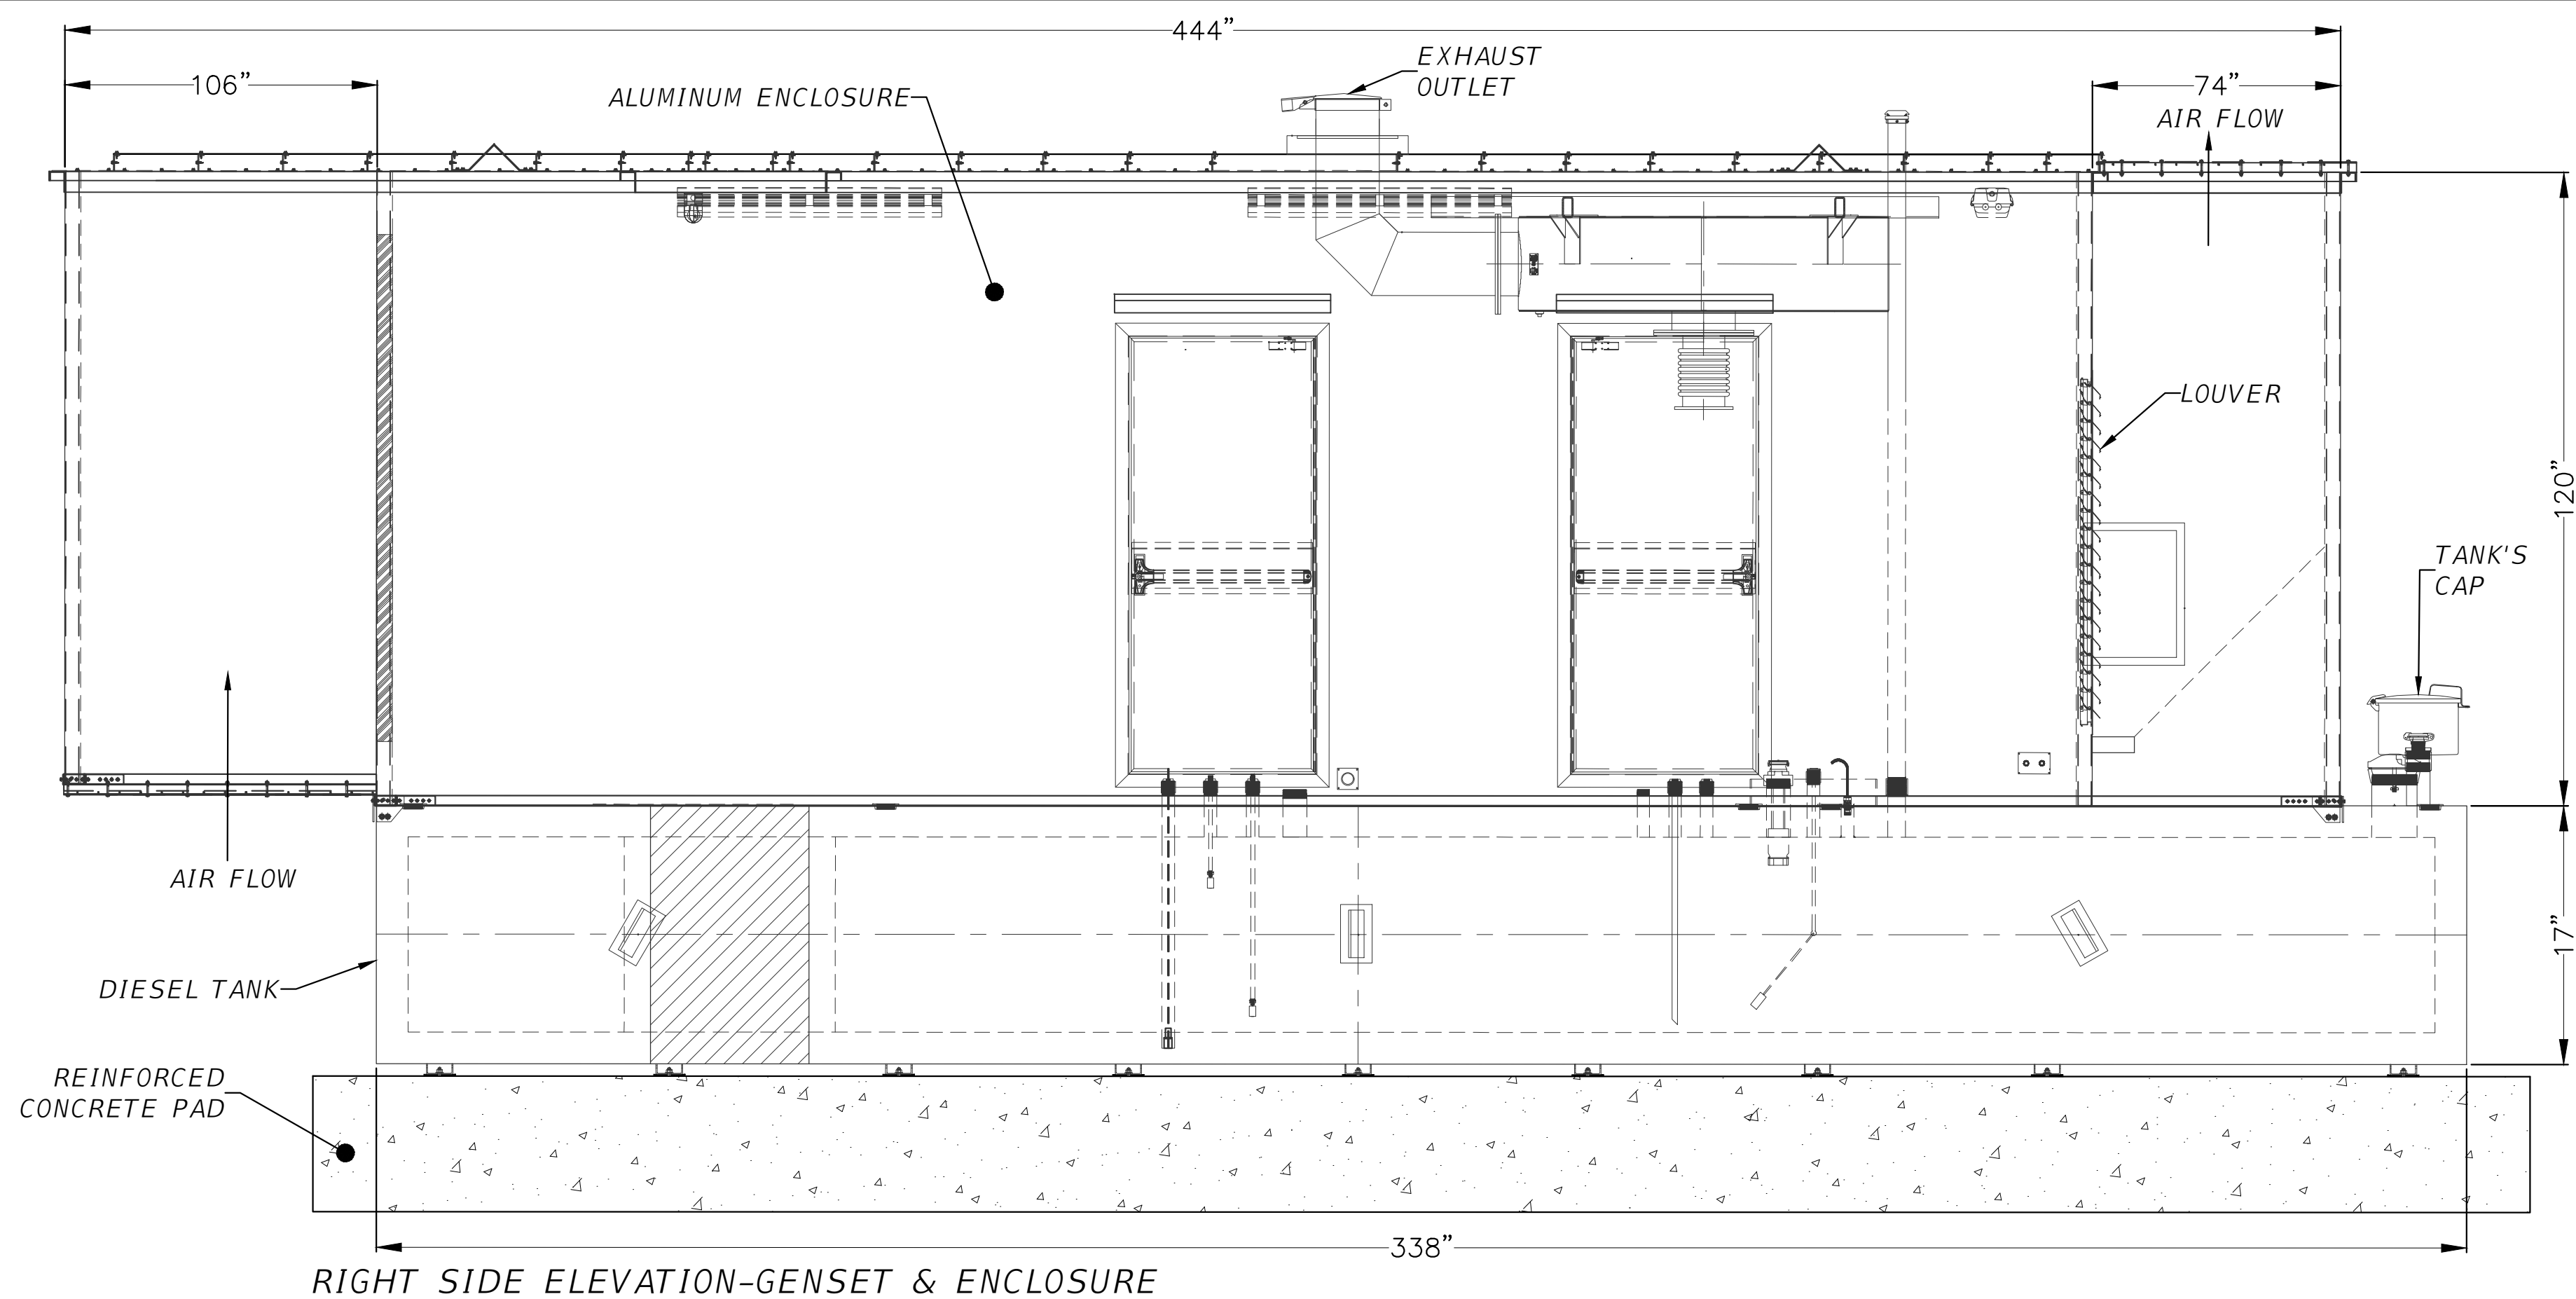 444”
EXHAUST
OUTLET
106”
ALUMINUM ENCLOSURE
74”
AIR FLOW
LOUVER
120”
TANK'S
CAP
AIR FLOW
DIESEL TANK
17”
REINFORCED
CONCRETE PAD
338”
RIGHT SIDE ELEVATION-GENSET & ENCLOSURE